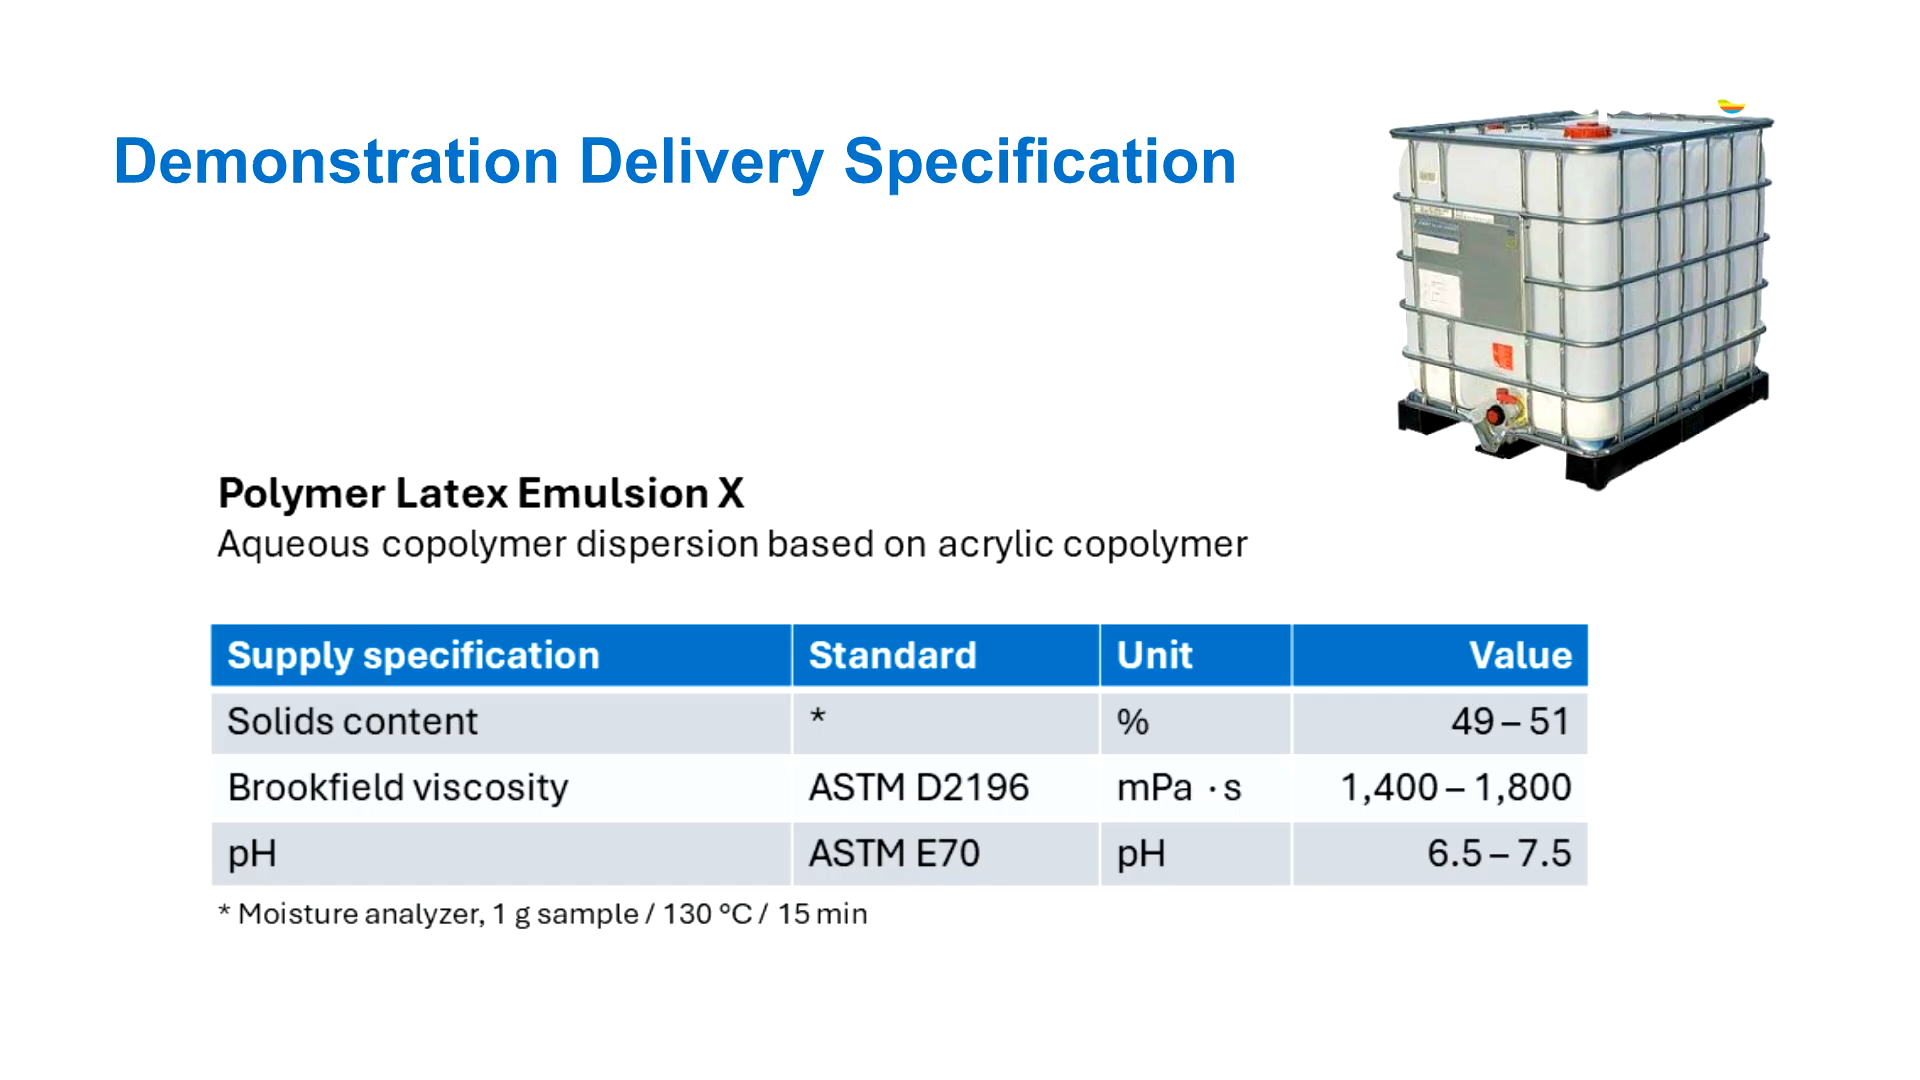 Demonstration Delivery Specification
Polymer Latex Emulsion X
Aqueous copolymer dispersion based on acrylic copolymer
Supply specification Standard Unit Value
Solids content * % 49 – 51
Brookfield viscosity ASTM D2196 mPa · s 1,400 – 1,800
pH ASTM E70 pH 6.5 – 7.5
* Moisture analyzer, 1 g sample / 130 °C / 15 min